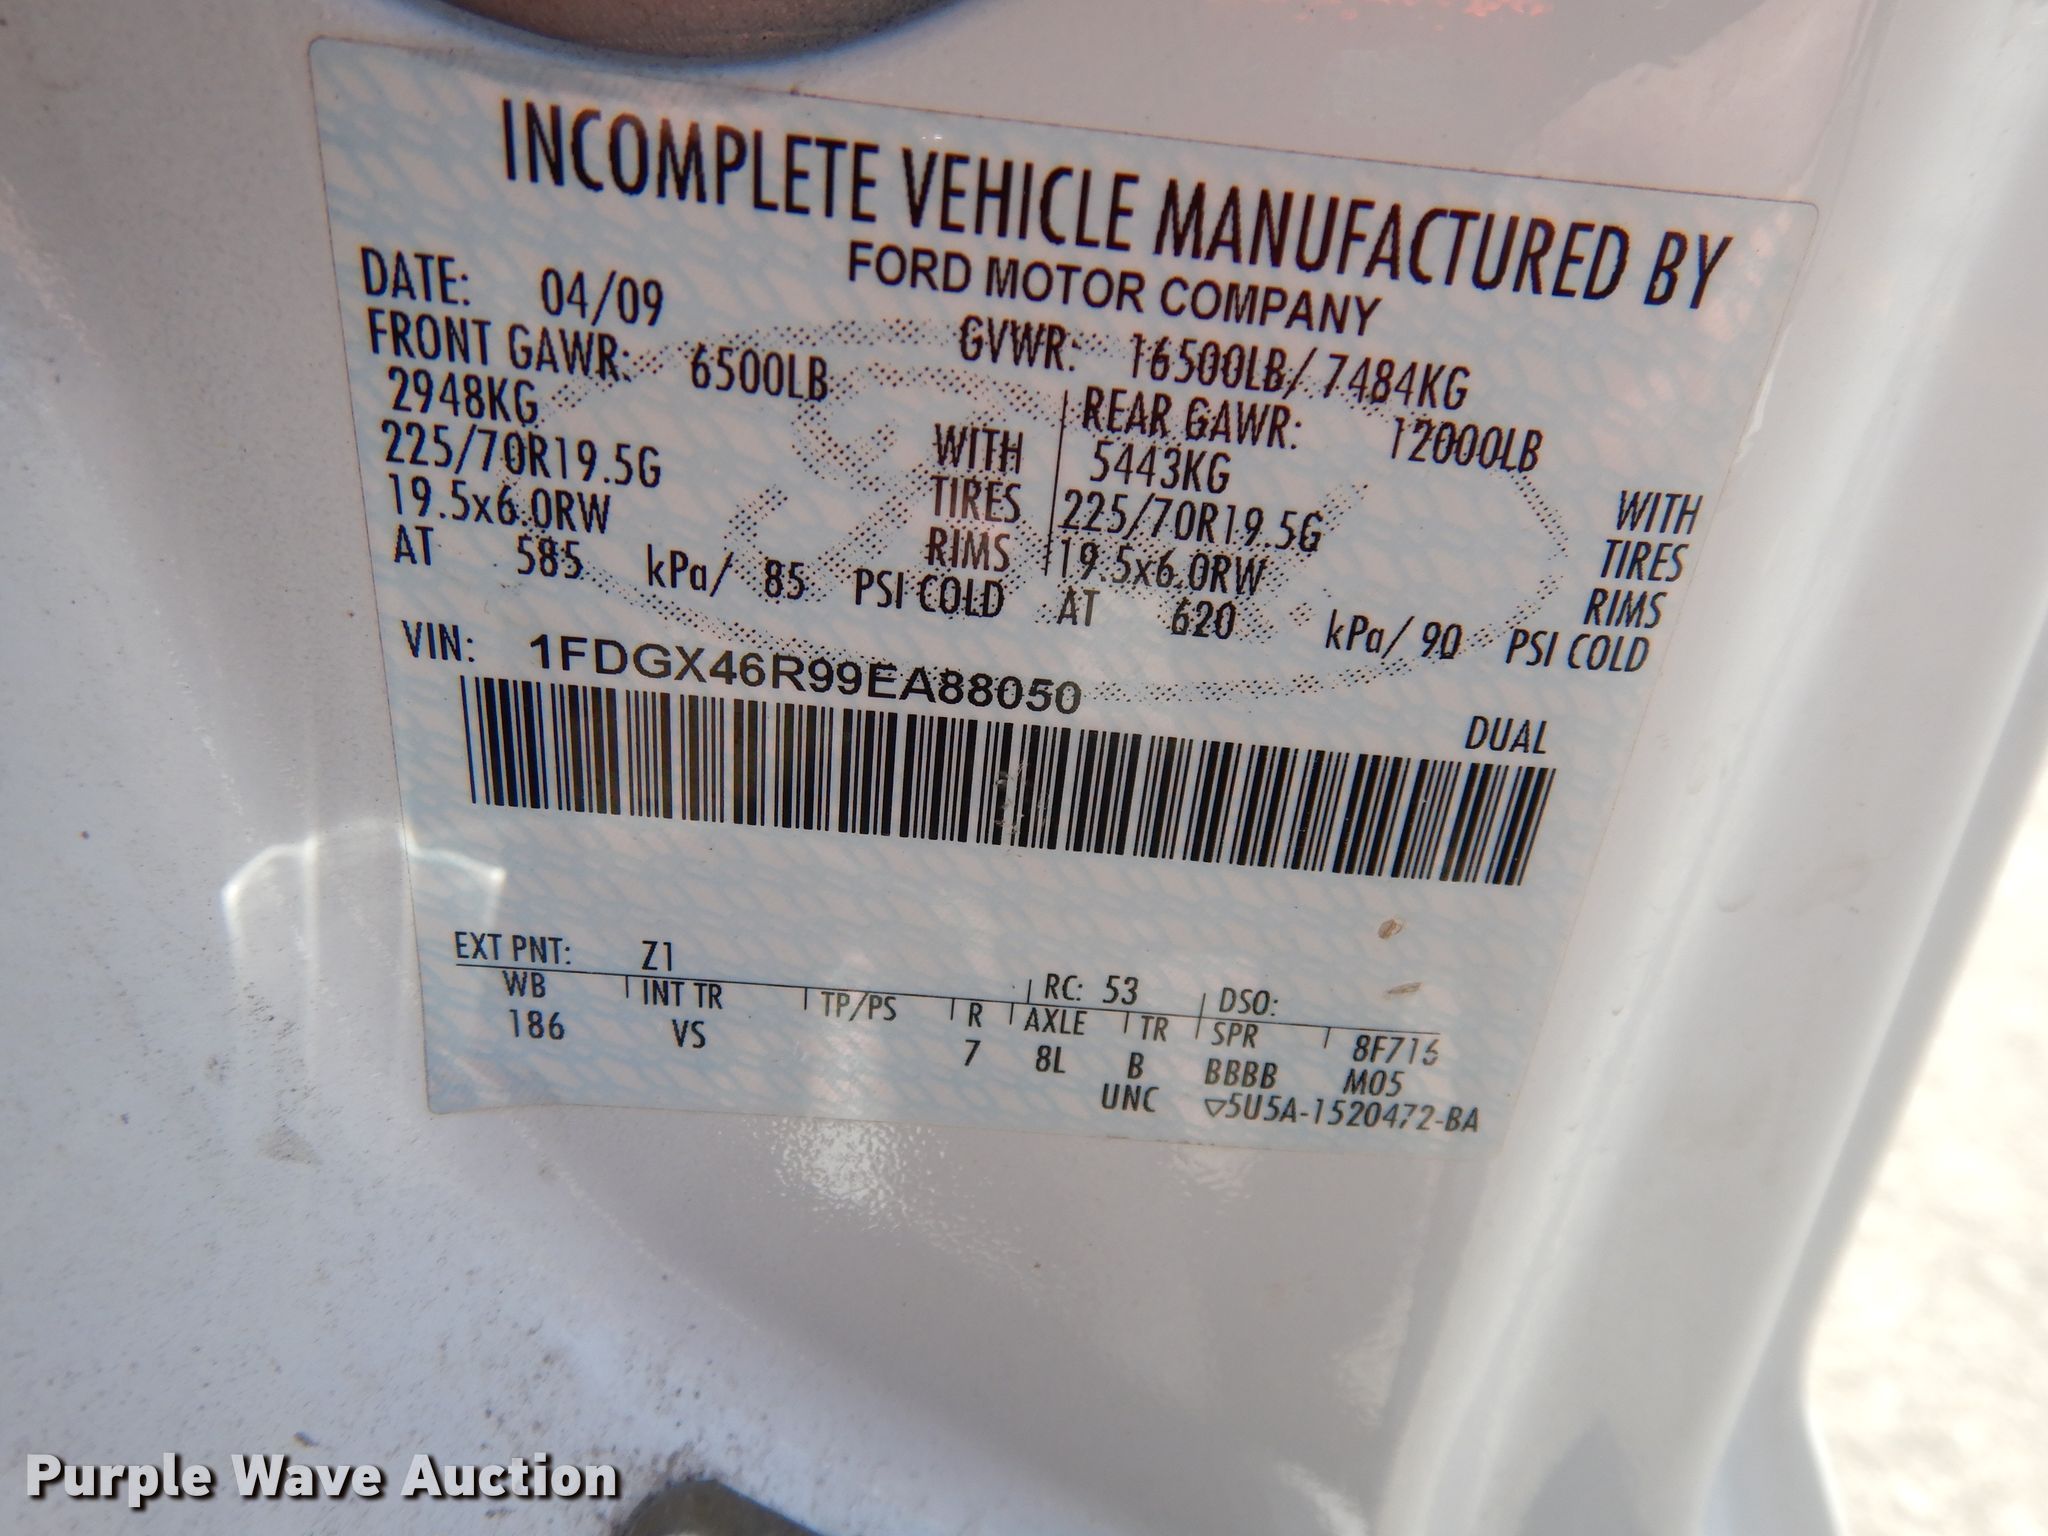 INCOMPLETE VEHICLE MANUFACTURED BY
FORD MOTOR COMPANY
DATE: 04/09 GVWR: 16500LB/ 7484KG
FRONT GAWR: 6500LB REAR GAWR: 12000LB
2948KG WITH 5443KG WITH
225/70R19.5G TIRES 225/70R19.5G TIRES
19.5x6.0RW RIMS 19.5x6.0RW RIMS
AT 585 kPa/ 85 PSI COLD AT 620 kPa/ 90 PSI COLD
VIN: 1FDGX46R99EA88050
DUAL
EXT PNT: Z1 RC: 53 DSO:
WB INT TR TP/PS R AXLE TR SPR 8F716
186 VS 7 8L B BBBB M05
UNC ▽5U5A-1520472-BA
Purple Wave Auction